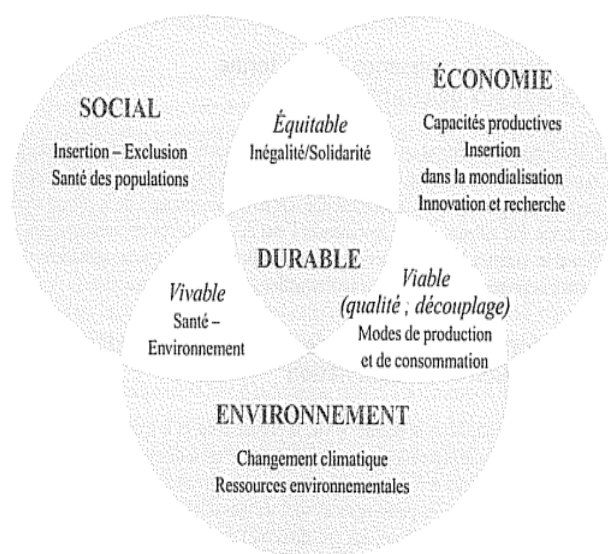 SOCIAL
Insertion – Exclusion
Santé des populations
Équitable
Inégalité/Solidarité
ÉCONOMIE
Capacités productives
Insertion
dans la mondialisation
Innovation et recherche
DURABLE
Vivable
Santé –
Environnement
Viable
(qualité ; découplage)
Modes de production
et de consommation
ENVIRONNEMENT
Changement climatique
Ressources environnementales